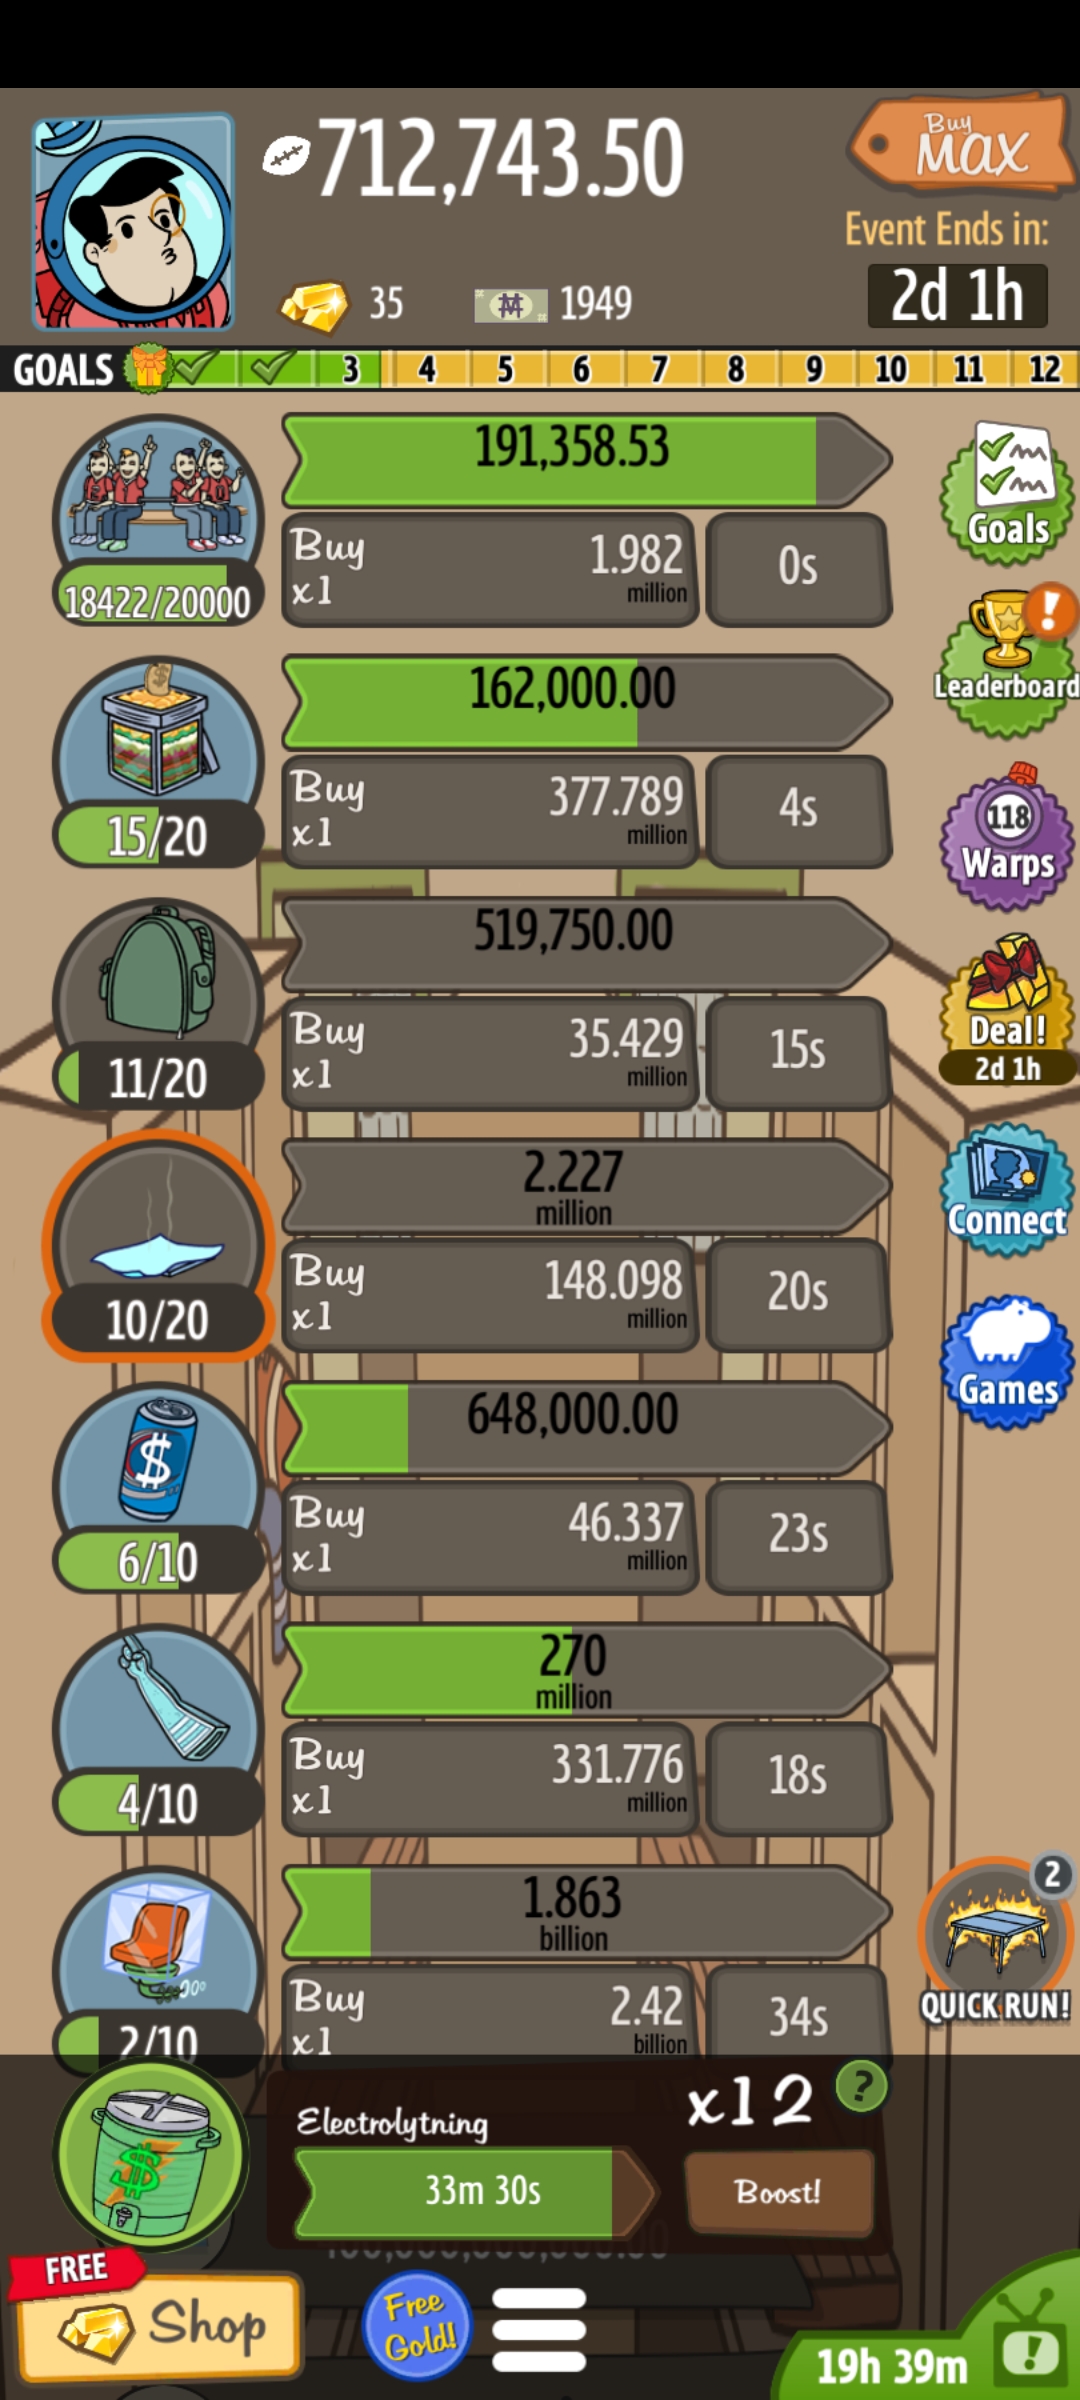 712,743.50
Buy
MAX
Event Ends in:
2d 1h
35
1949
GOALS 3 4 5 6 7 8 9 10 11 12
191,358.53
Buy
x1
1.982
million
0s
18422/20000
Goals
162,000.00
Buy
x1
377.789
million
4s
15/20
Leaderboard
519,750.00
Buy
x1
35.429
million
15s
11/20
118
Warps
2.227
million
Buy
x1
148.098
million
20s
10/20
Deal!
2d 1h
648,000.00
Buy
x1
46.337
million
23s
6/10
Connect
Games
270
million
Buy
x1
331.776
million
18s
4/10
1.863
billion
Buy
x1
2.42
billion
34s
2/10
2
QUICK RUN!
Electrolytning
x12
?
33m 30s
Boost!
FREE
Shop
Free
Gold!
19h 39m